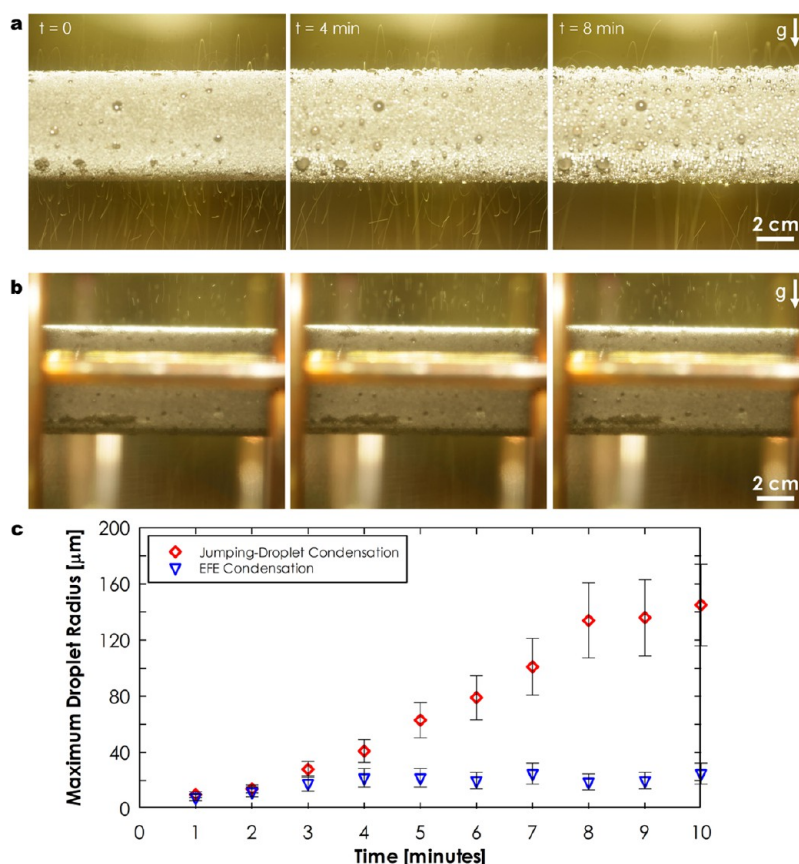 a
t = 0
t = 4 min
t = 8 min
g
2 cm
b
g
2 cm
c
Maximum Droplet Radius [μm]
200
160
120
80
40
0
Jumping-Droplet Condensation
EFE Condensation
0 1 2 3 4 5 6 7 8 9 10
Time [minutes]